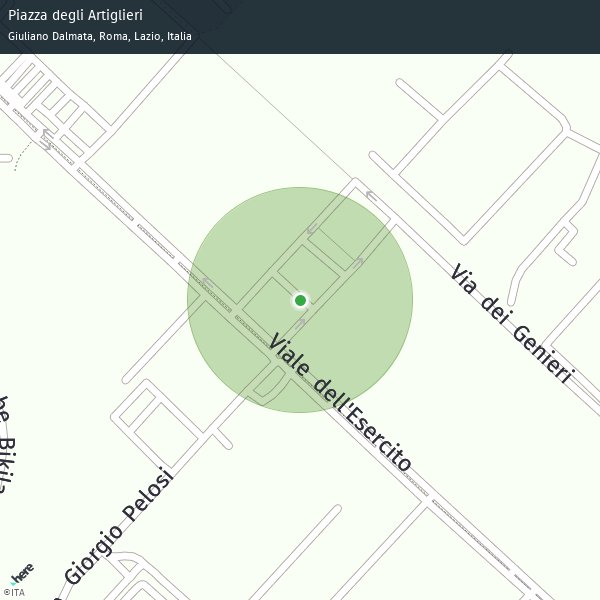 Piazza degli Artiglieri
Giuliano Dalmata, Roma, Lazio, Italia
Via dei Genieri
Viale dell'Esercito
Bikila
Giorgio Pelosi
here
©ITA